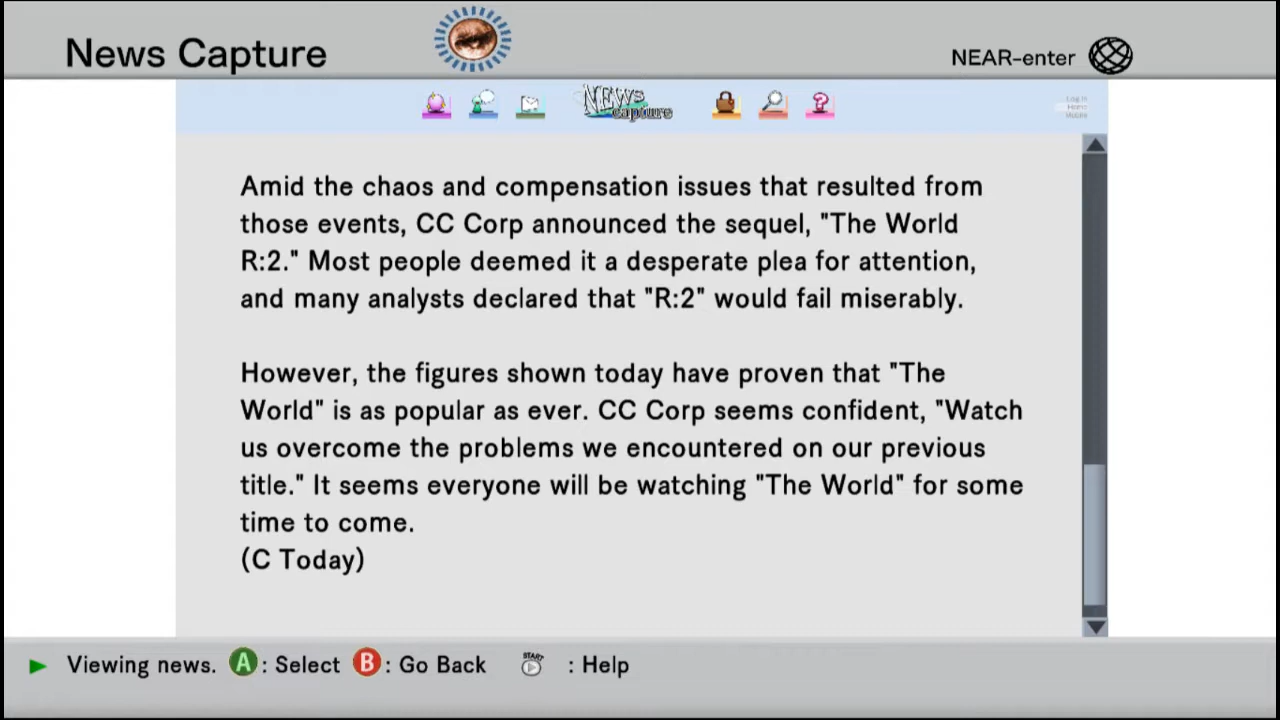 News Capture
NEAR-enter
NEWS
capture
Log In
Home
Mobile
Amid the chaos and compensation issues that resulted from
those events, CC Corp announced the sequel, "The World
R:2." Most people deemed it a desperate plea for attention,
and many analysts declared that "R:2" would fail miserably.
However, the figures shown today have proven that "The
World" is as popular as ever. CC Corp seems confident, "Watch
us overcome the problems we encountered on our previous
title." It seems everyone will be watching "The World" for some
time to come.
(C Today)
Viewing news. A : Select B : Go Back START : Help